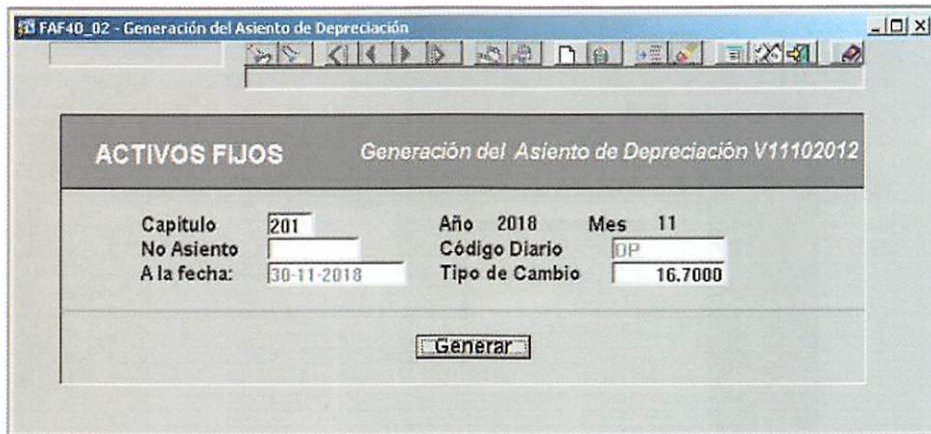 FAF40_02 - Generación del Asiento de Depreciación
ACTIVOS FIJOS Generación del Asiento de Depreciación V11102012
Capitulo 201 Año 2018 Mes 11
No Asiento Código Diario DP
A la fecha: 30-11-2018 Tipo de Cambio 16.7000
Generar